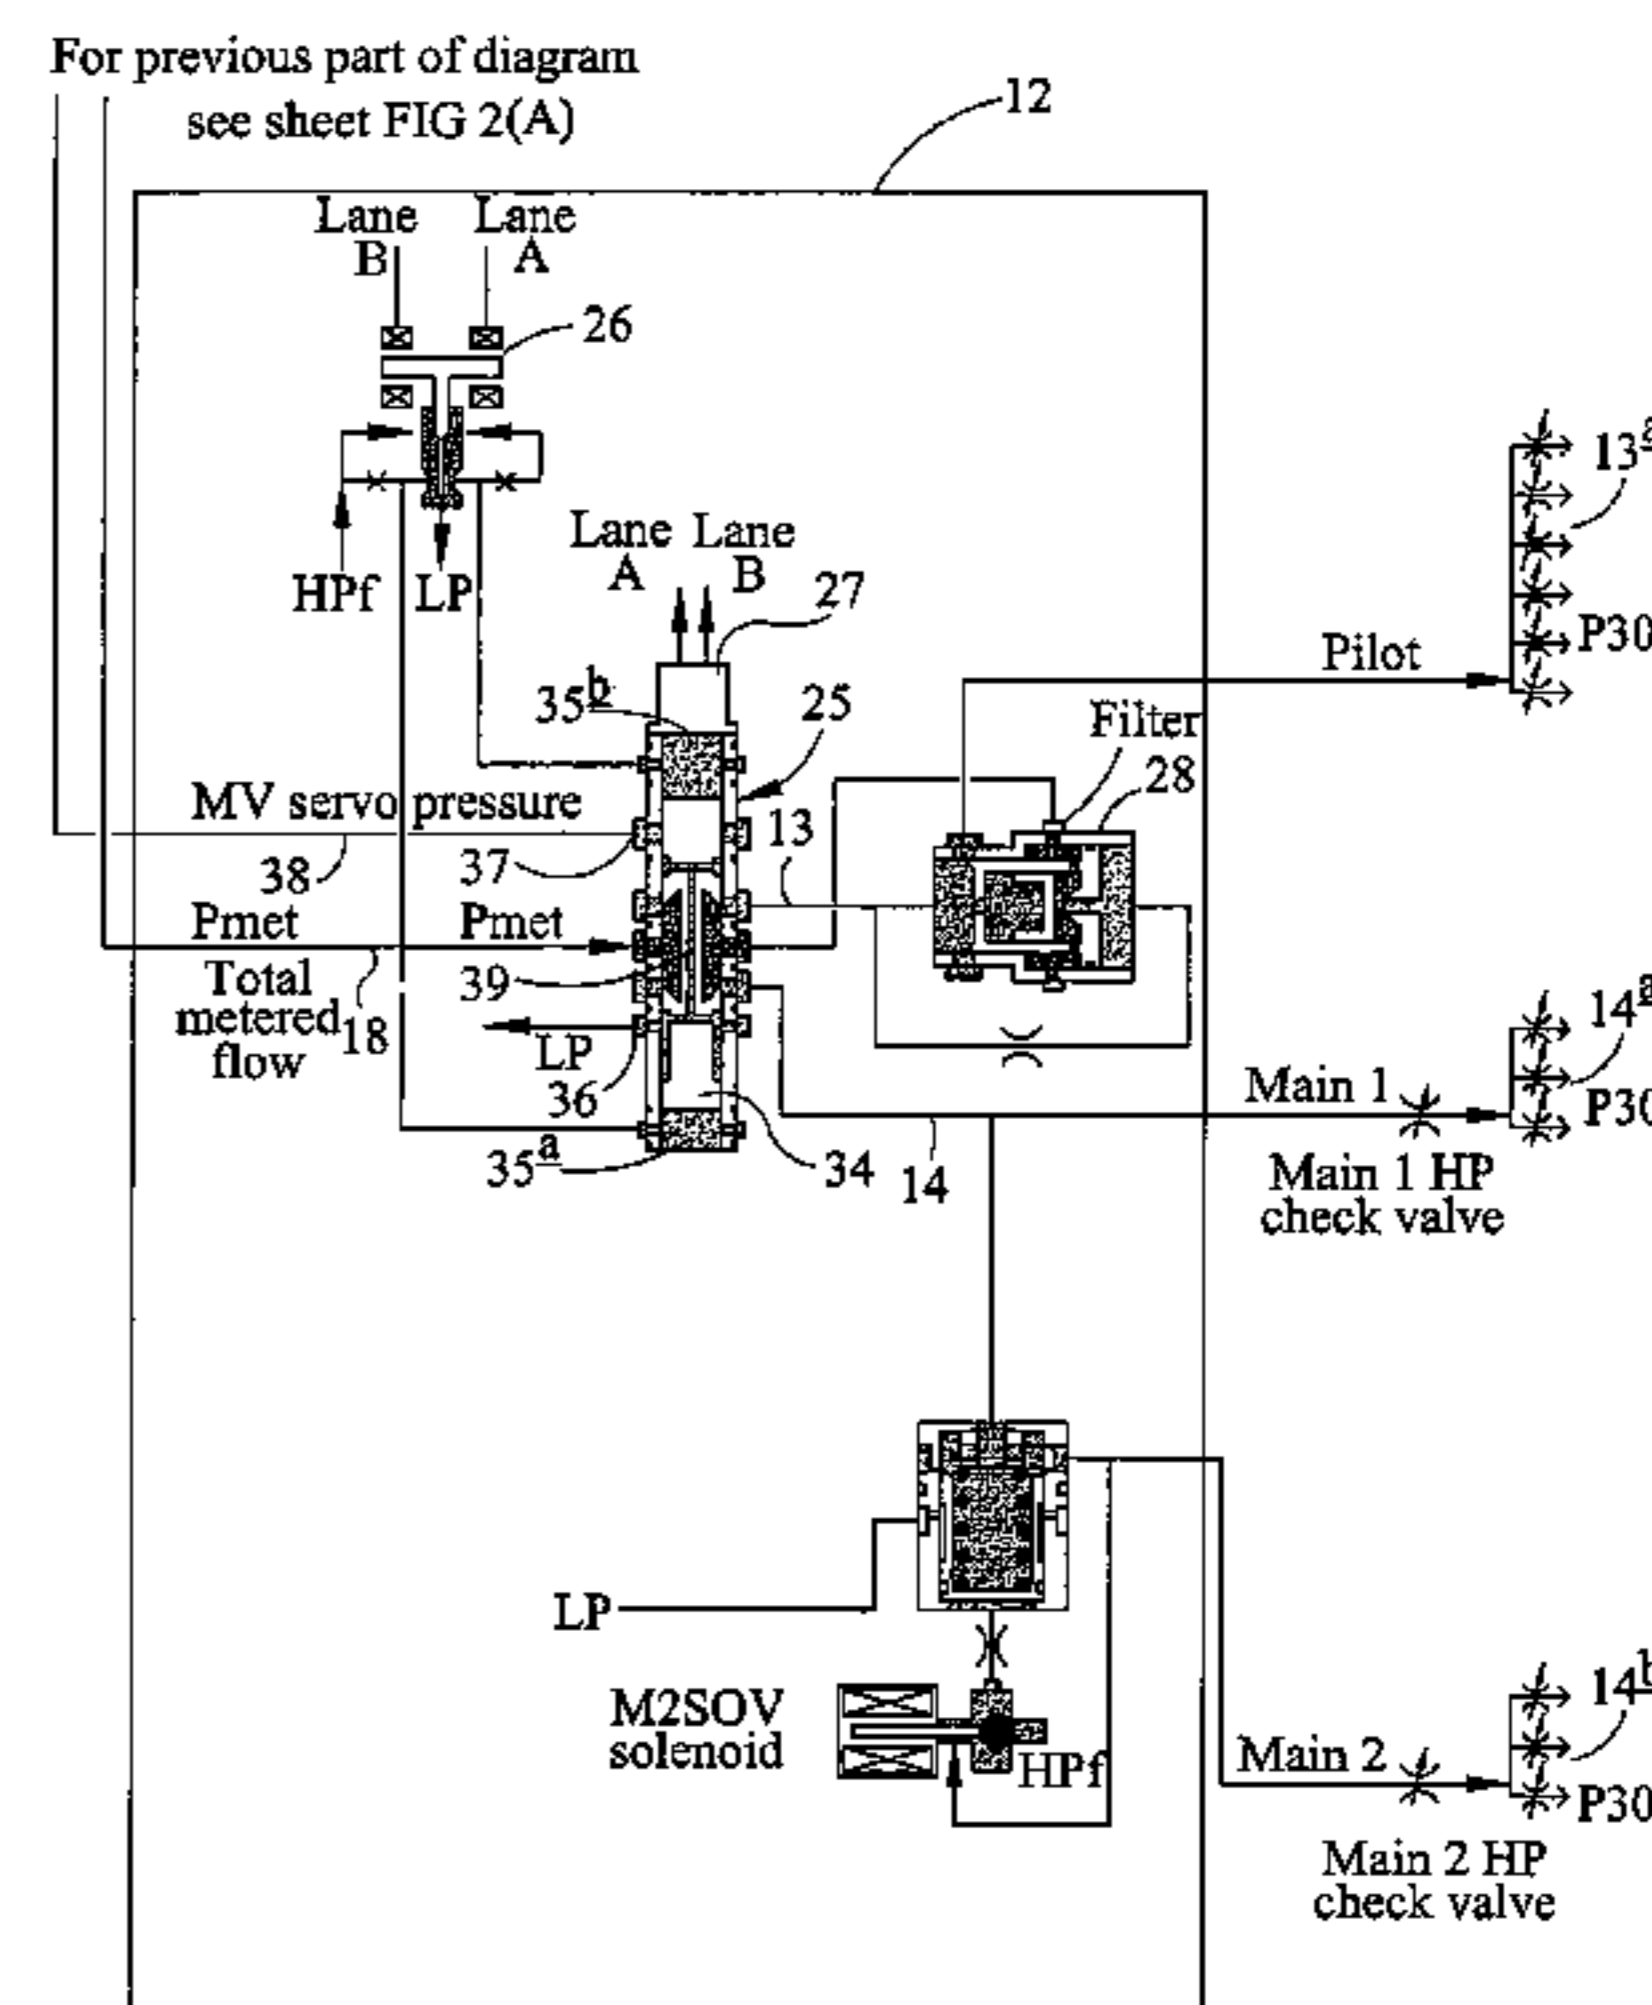 For previous part of diagram
see sheet FIG 2(A)
12
Lane Lane
B A
26
HPf LP
Lane Lane
A B
27
13a
P30
Pilot
35b
25
Filter
28
MV servo pressure
13
38
37
Pmet
Pmet
39
Total
metered
flow
18
LP
36
35a
34
14
Main 1
14a
P30
Main 1 HP
check valve
LP
M2SOV
solenoid
HPf
Main 2
14b
P30
Main 2 HP
check valve